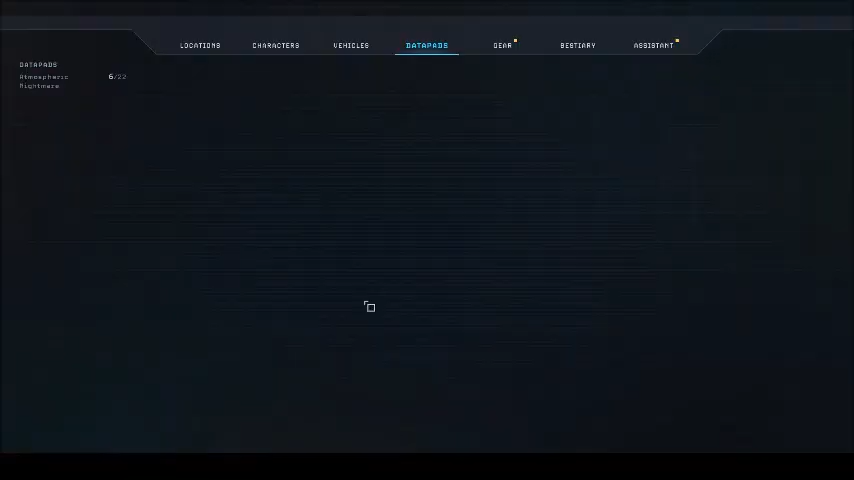 LOCATIONS CHARACTERS VEHICLES DATAPADS GEAR BESTIARY ASSISTANT
DATAPADS
Atmospheric 6/22
Nightmare